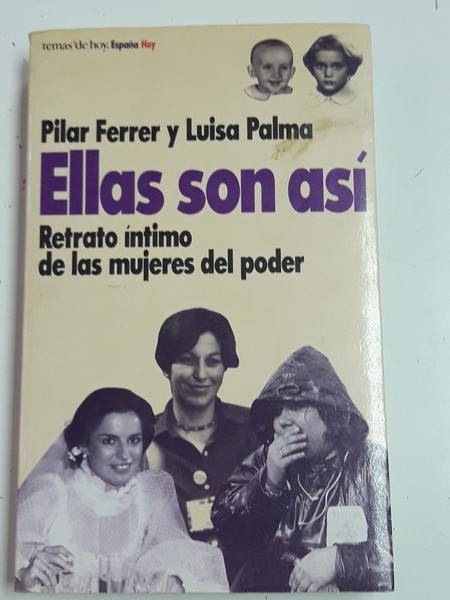 temas de hoy. España Hoy
Pilar Ferrer y Luisa Palma
Ellas son así
Retrato íntimo
de las mujeres del poder